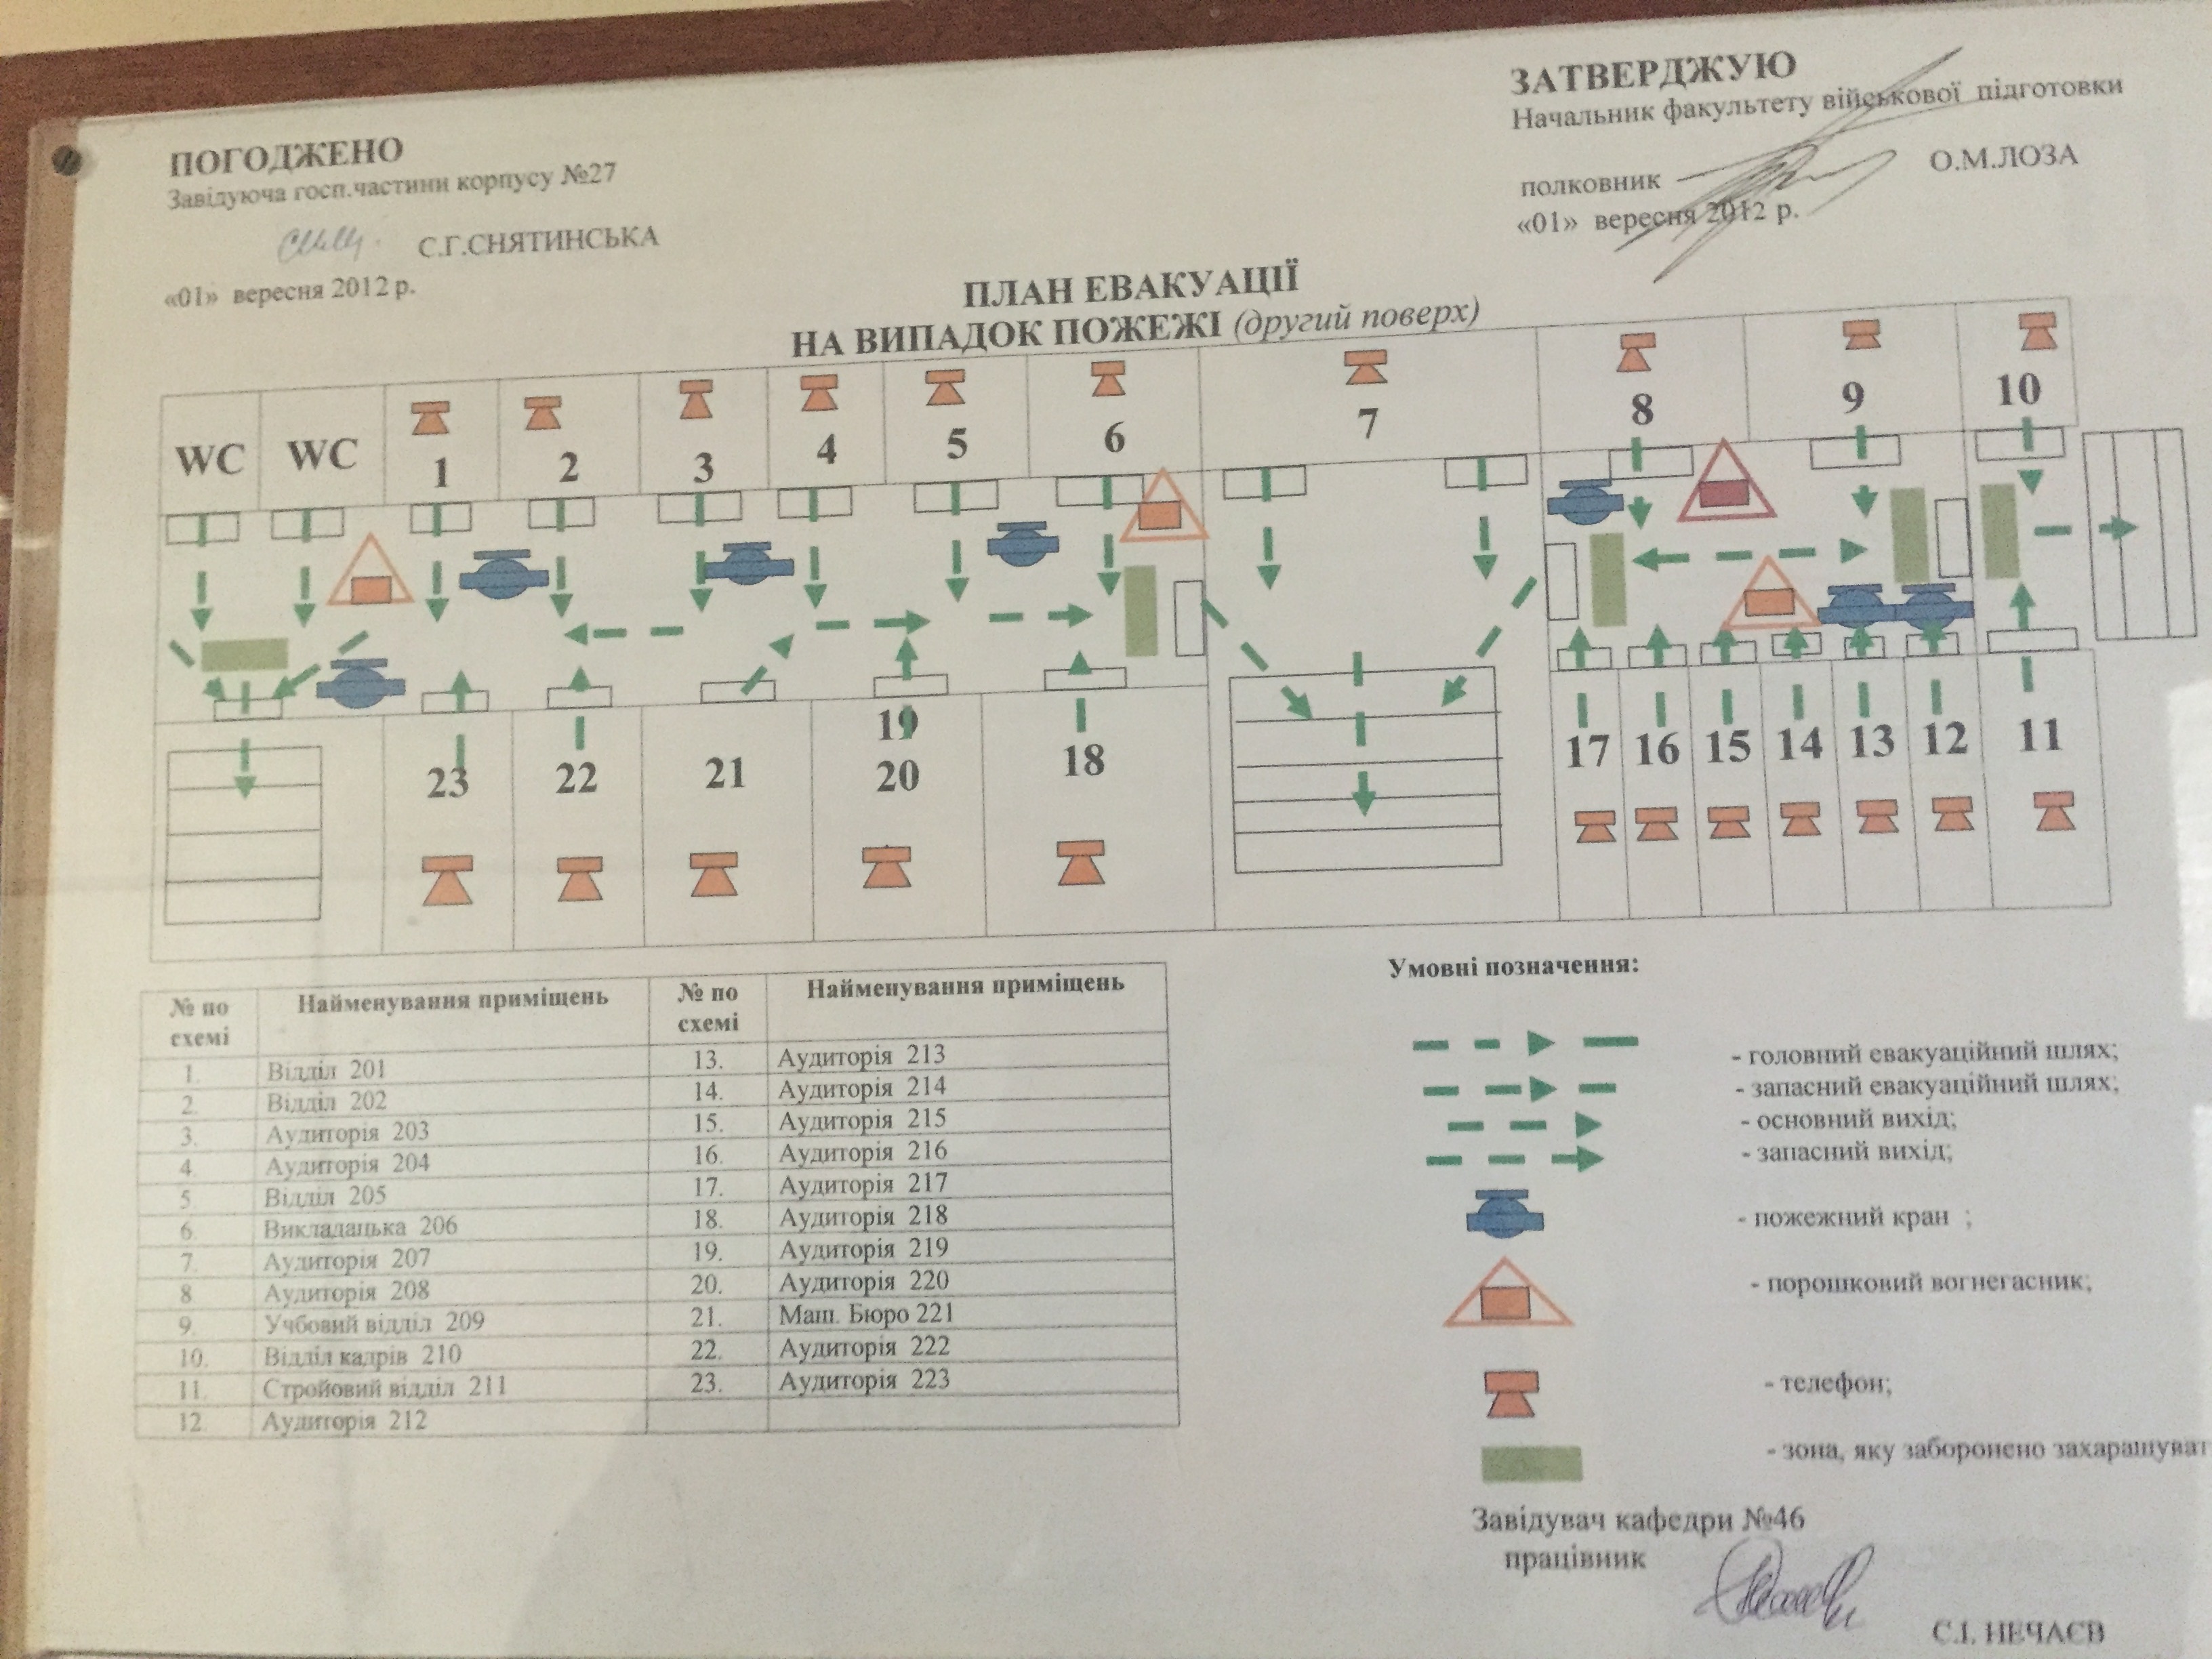 ЗАТВЕРДЖУЮ
Начальник факультету військової підготовки
полковник О.М.ЛОЗА
«01» вересня 2012 р.
ПОГОДЖЕНО
Завідуюча госп.частини корпусу №27
С.Г.СНЯТИНСЬКА
«01» вересня 2012 р.
ПЛАН ЕВАКУАЦІЇ
НА ВИПАДОК ПОЖЕЖІ (другий поверх)
WC WC 1 2 3 4 5 6 7 8 9 10
23 22 21 19 20 18 17 16 15 14 13 12 11
№ по схемі Найменування приміщень № по схемі Найменування приміщень
1. Відділ 201 13. Аудиторія 213
2. Відділ 202 14. Аудиторія 214
3. Аудиторія 203 15. Аудиторія 215
4. Аудиторія 204 16. Аудиторія 216
5. Відділ 205 17. Аудиторія 217
6. Викладацька 206 18. Аудиторія 218
7. Аудиторія 207 19. Аудиторія 219
8 Аудиторія 208 20. Аудиторія 220
9. Учбовий відділ 209 21. Маш. Бюро 221
10. Відділ кадрів 210 22. Аудиторія 222
11. Стройовий відділ 211 23. Аудиторія 223
12. Аудиторія 212
Умовні позначення:
- головний евакуаційний шлях;
- запасний евакуаційний шлях;
- основний вихід;
- запасний вихід;
- пожежний кран ;
- порошковий вогнегасник;
- телефон;
- зона, яку заборонено захаращуват
Завідувач кафедри №46
працівник
С.І. НЕЧАЄВ